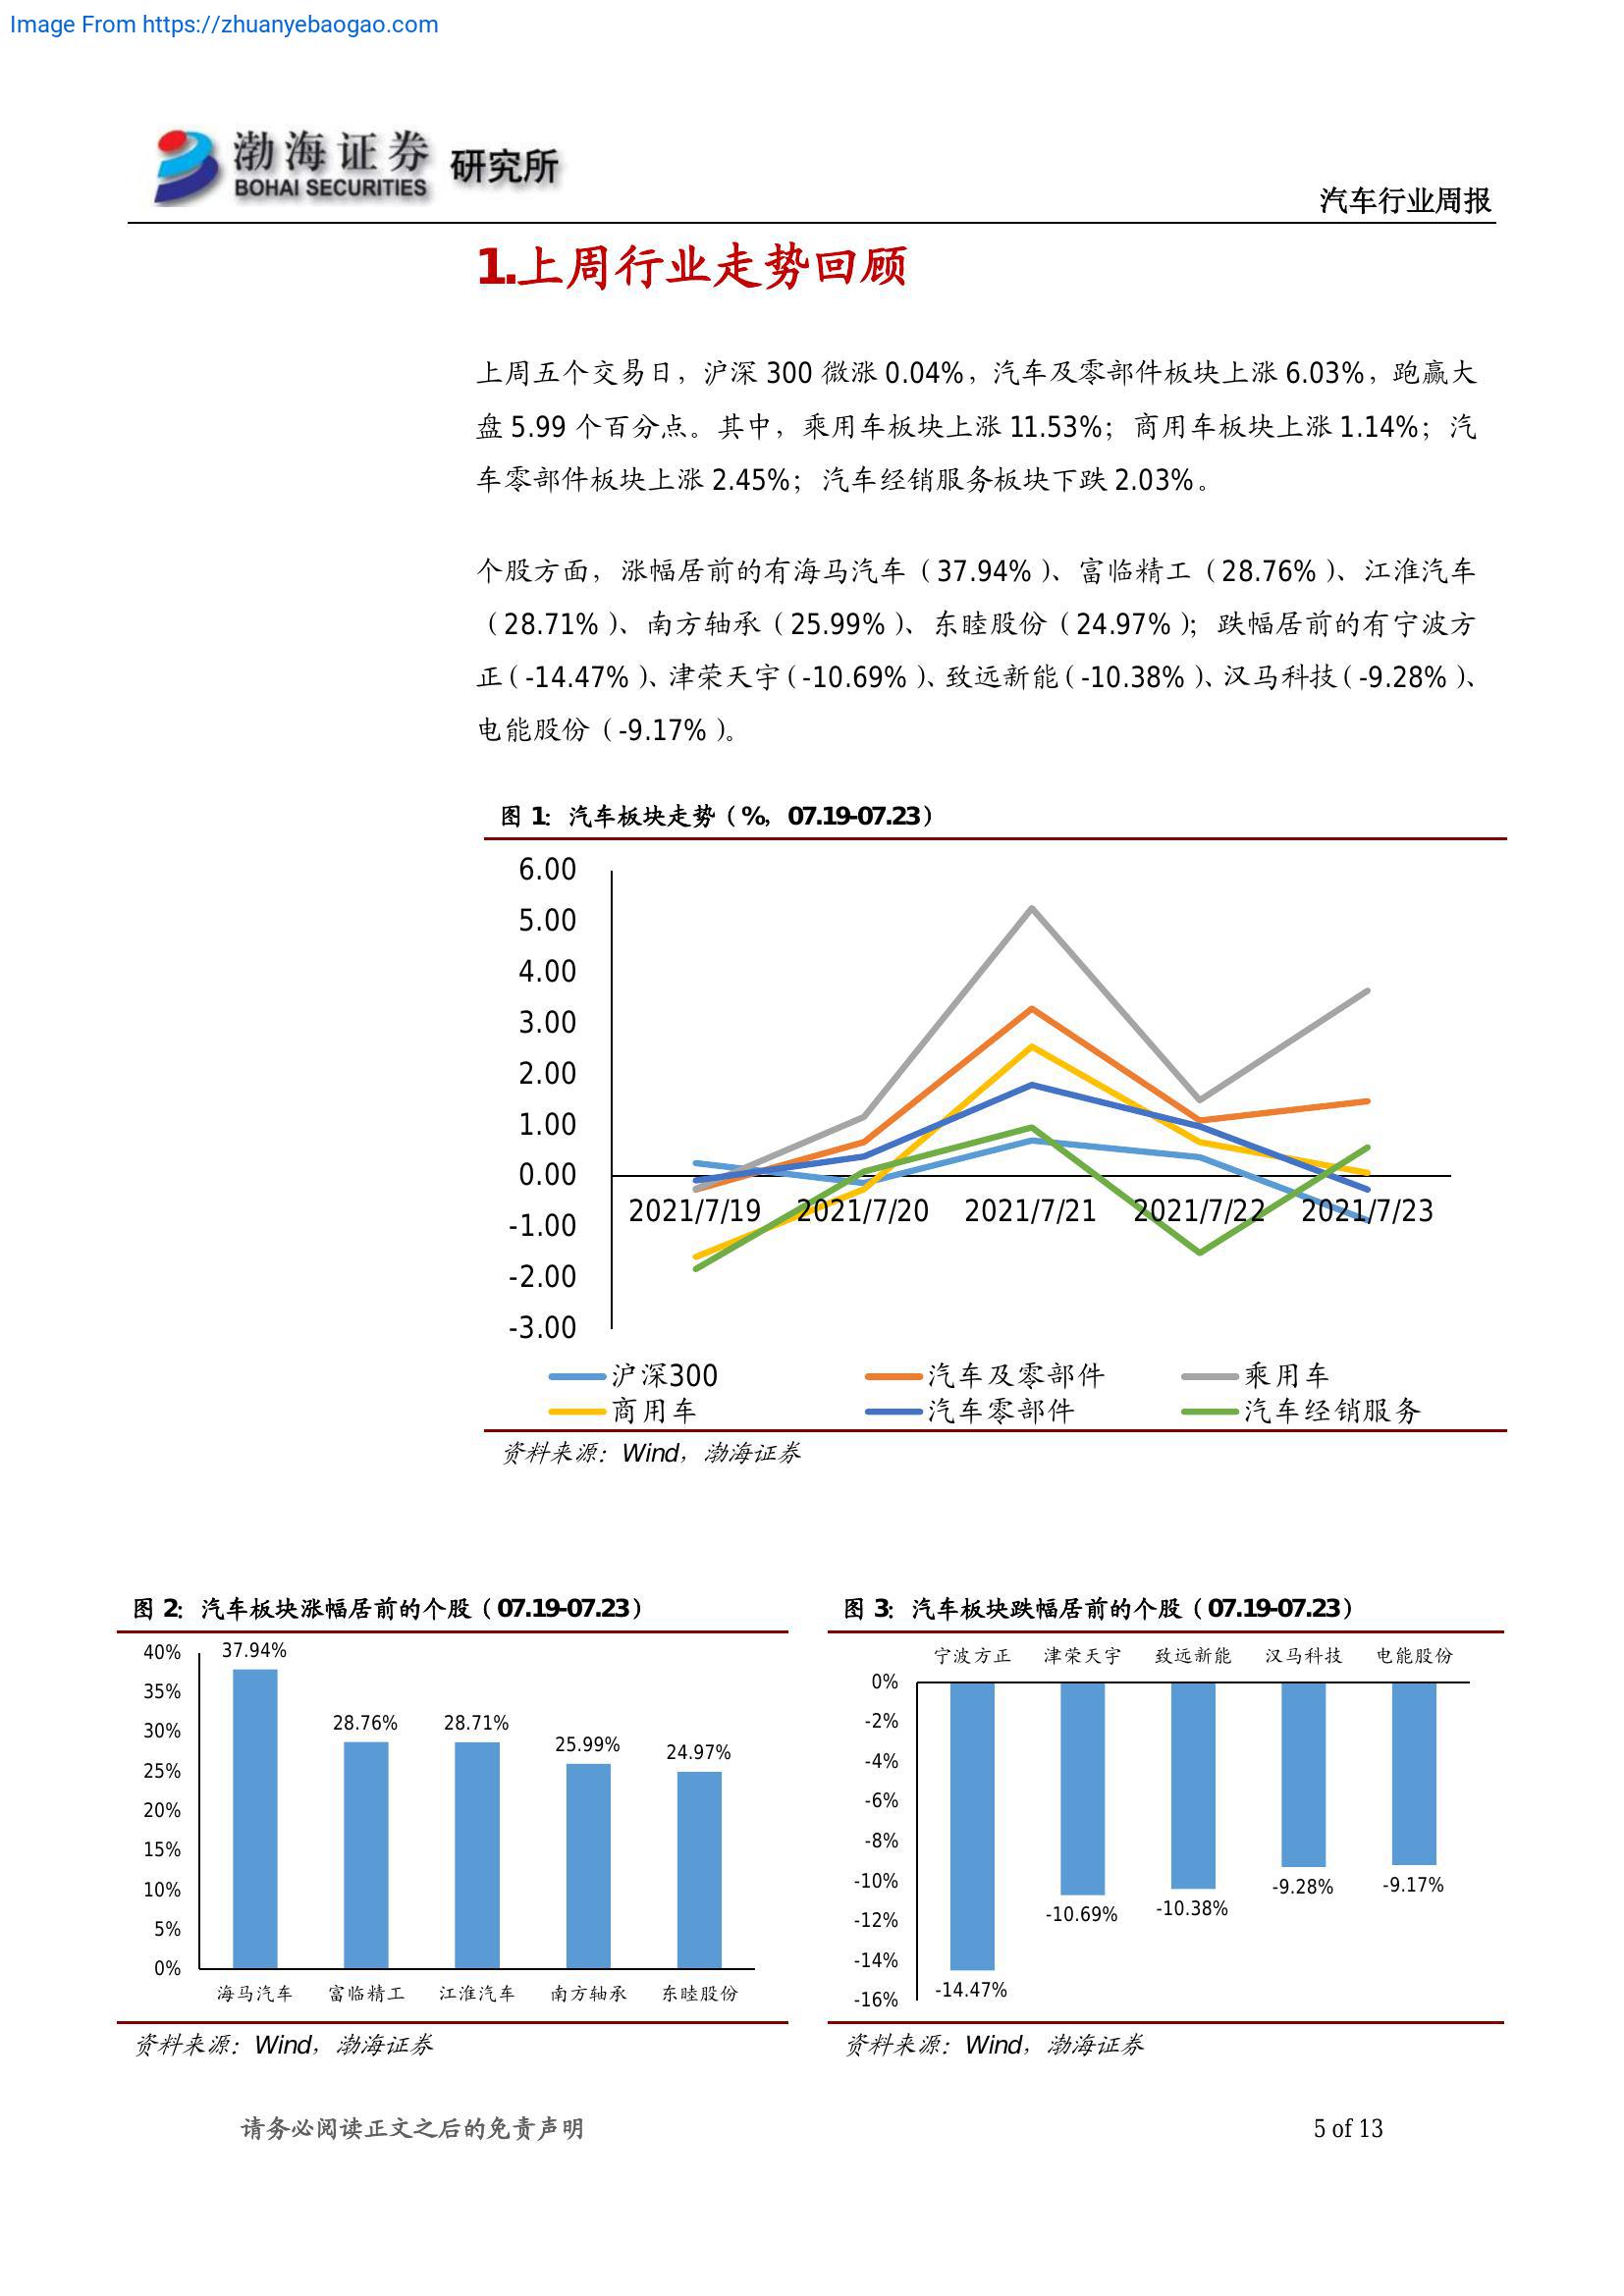 Image From https://zhuanyebaogao.com
渤海证券 研究所
BOHAI SECURITIES
汽车行业周报
1.上周行业走势回顾
上周五个交易日，沪深 300 微涨 0.04%，汽车及零部件板块上涨 6.03%，跑赢大
盘 5.99 个百分点。其中，乘用车板块上涨 11.53%；商用车板块上涨 1.14%；汽
车零部件板块上涨 2.45%；汽车经销服务板块下跌 2.03%。
个股方面，涨幅居前的有海马汽车（37.94%）、富临精工（28.76%）、江淮汽车
（28.71%）、南方轴承（25.99%）、东睦股份（24.97%）；跌幅居前的有宁波方
正（-14.47%）、津荣天宇（-10.69%）、致远新能（-10.38%）、汉马科技（-9.28%）、
电能股份（-9.17%）。
图 1：汽车板块走势（%，07.19-07.23）
6.00
5.00
4.00
3.00
2.00
1.00
0.00
-1.00
-2.00
-3.00
2021/7/19 2021/7/20 2021/7/21 2021/7/22 2021/7/23
沪深300 汽车及零部件 乘用车
商用车 汽车零部件 汽车经销服务
资料来源：Wind，渤海证券
图 2：汽车板块涨幅居前的个股（07.19-07.23）
40%
35%
30%
25%
20%
15%
10%
5%
0%
37.94%
28.76%
28.71%
25.99%
24.97%
海马汽车 富临精工 江淮汽车 南方轴承 东睦股份
资料来源：Wind，渤海证券
图 3：汽车板块跌幅居前的个股（07.19-07.23）
宁波方正 津荣天宇 致远新能 汉马科技 电能股份
0%
-2%
-4%
-6%
-8%
-10%
-12%
-14%
-16%
-14.47%
-10.69%
-10.38%
-9.28%
-9.17%
资料来源：Wind，渤海证券
请务必阅读正文之后的免责声明
5 of 13